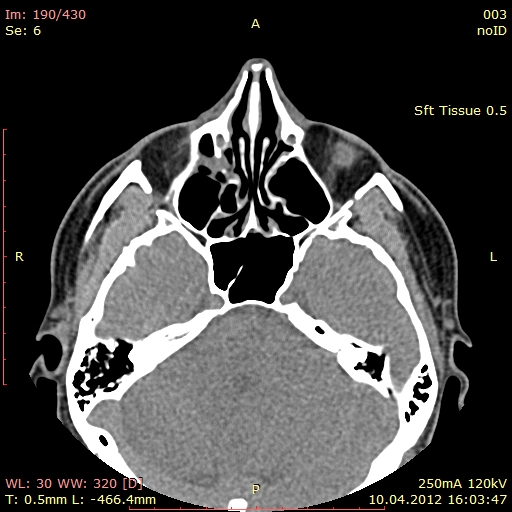 Im: 190/430
Se: 6
A
003
noID
Sft Tissue 0.5
R
L
WL: 30 WW: 320 [D]
T: 0.5mm L: -466.4mm
P
250mA 120kV
10.04.2012 16:03:47